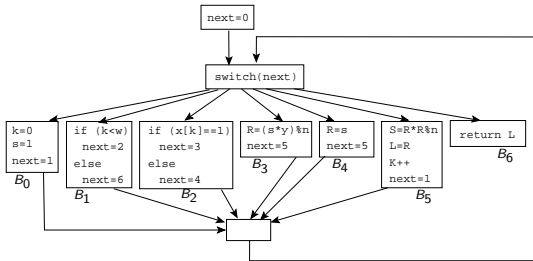 next=0
switch(next)
k=0
s=1
next=1
B0
if (k<w)
next=2
else
next=6
B1
if (x[k]==1)
next=3
else
next=4
B2
R=(s*y)%n
next=5
B3
R=s
next=5
B4
S=R*R%n
L=R
K++
next=1
B5
return L
B6